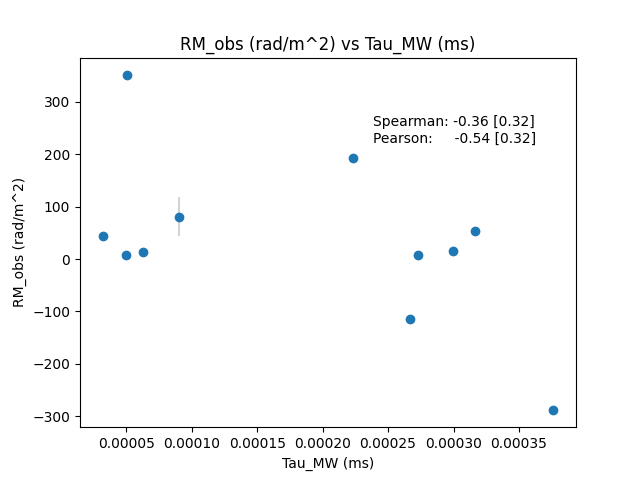 RM_obs (rad/m^2) vs Tau_MW (ms)
Spearman: -0.36 [0.32]
Pearson: -0.54 [0.32]
RM_obs (rad/m^2)
300
200
100
0
−100
−200
−300
0.00005 0.00010 0.00015 0.00020 0.00025 0.00030 0.00035
Tau_MW (ms)